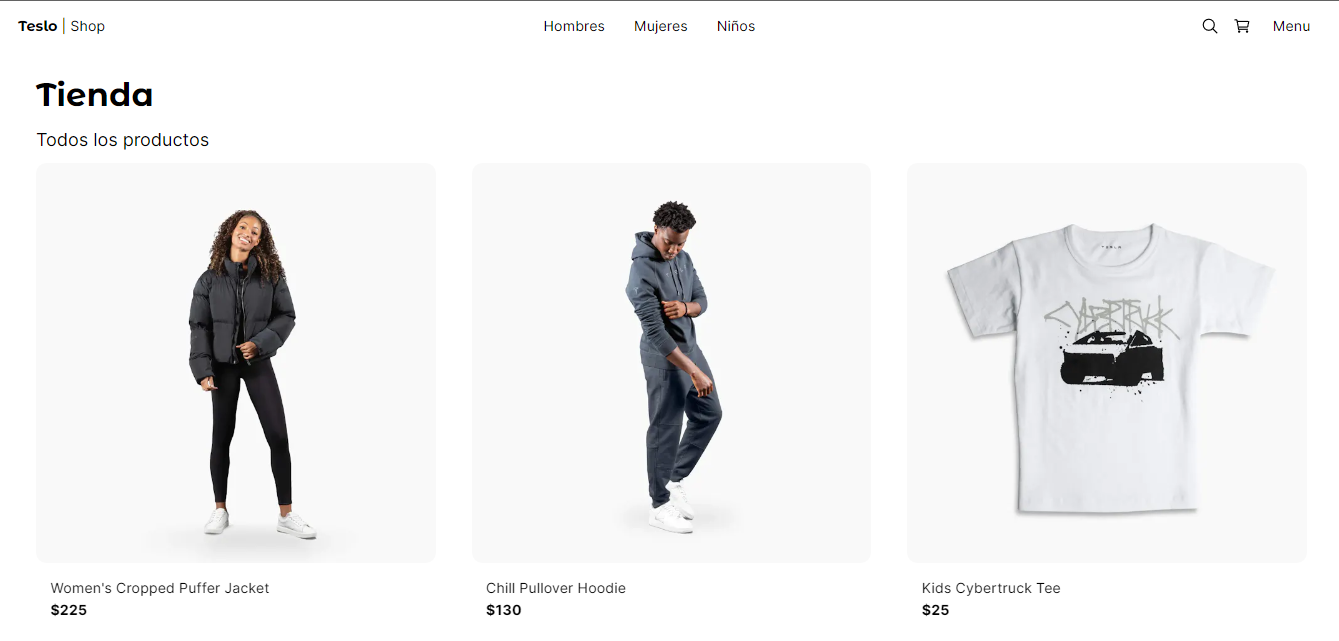 Teslo | Shop Hombres Mujeres Niños Menu
Tienda
Todos los productos
TESLA
CYBERTRUCK
Women's Cropped Puffer Jacket Chill Pullover Hoodie Kids Cybertruck Tee
$225 $130 $25